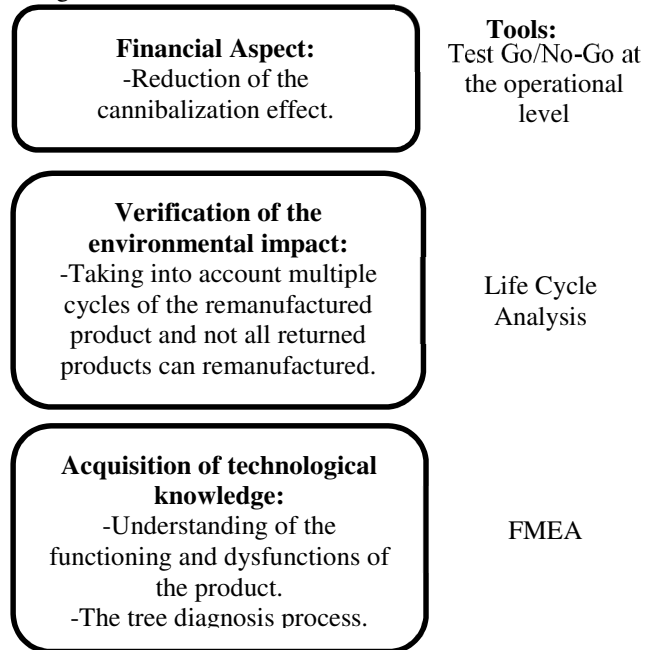 Financial Aspect:
-Reduction of the
cannibalization effect.
Tools:
Test Go/No-Go at
the operational
level
Verification of the
environmental impact:
-Taking into account multiple
cycles of the remanufactured
product and not all returned
products can remanufactured.
Life Cycle
Analysis
Acquisition of technological
knowledge:
-Understanding of the
functioning and dysfunctions of
the product.
-The tree diagnosis process.
FMEA